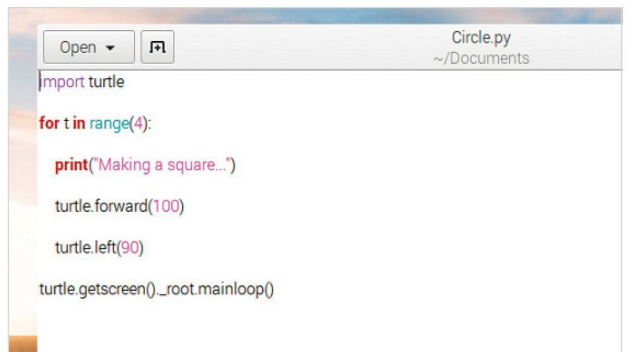 Open
Circle.py
~/Documents
import turtle
for t in range(4):
print("Making a square...")
turtle.forward(100)
turtle.left(90)
turtle.getscreen()._root.mainloop()